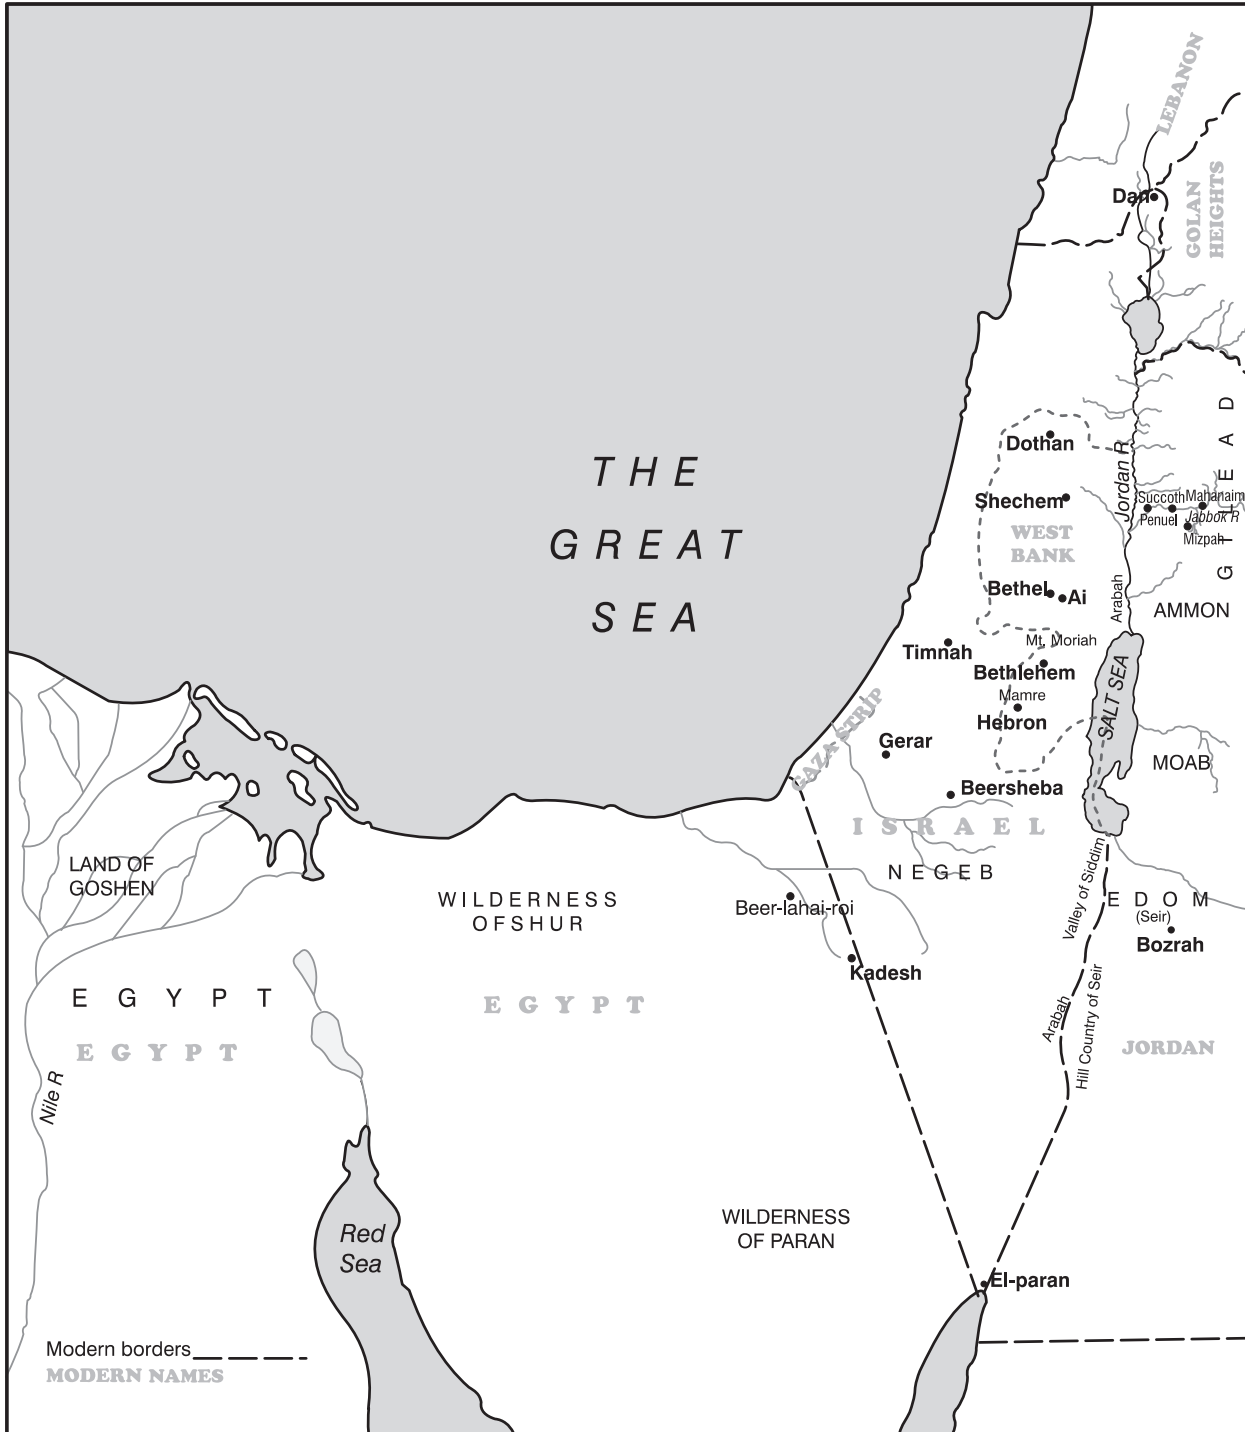 LEBANON
Dan
GOLAN
HEIGHTS
THE
GREAT
SEA
Dothan
Jordan R
GILEAD
Shechem
Succoth
Mahanaim
Penuel
Jabbok R
Mizpah
WEST
BANK
Bethel
Ai
Arabah
AMMON
Mt. Moriah
Timnah
Bethlehem
Mamre
Hebron
SALT SEA
GAZA STRIP
Gerar
MOAB
Beersheba
ISRAEL
NEGEB
LAND OF
GOSHEN
WILDERNESS
OFSHUR
Beer-lahai-roi
Valley of Siddim
EDOM
(Seir)
Bozrah
Kadesh
EGYPT
EGYPT
EGYPT
Arabah
Hill Country of Seir
JORDAN
Nile R
WILDERNESS
OF PARAN
Red
Sea
El-paran
Modern borders
MODERN NAMES